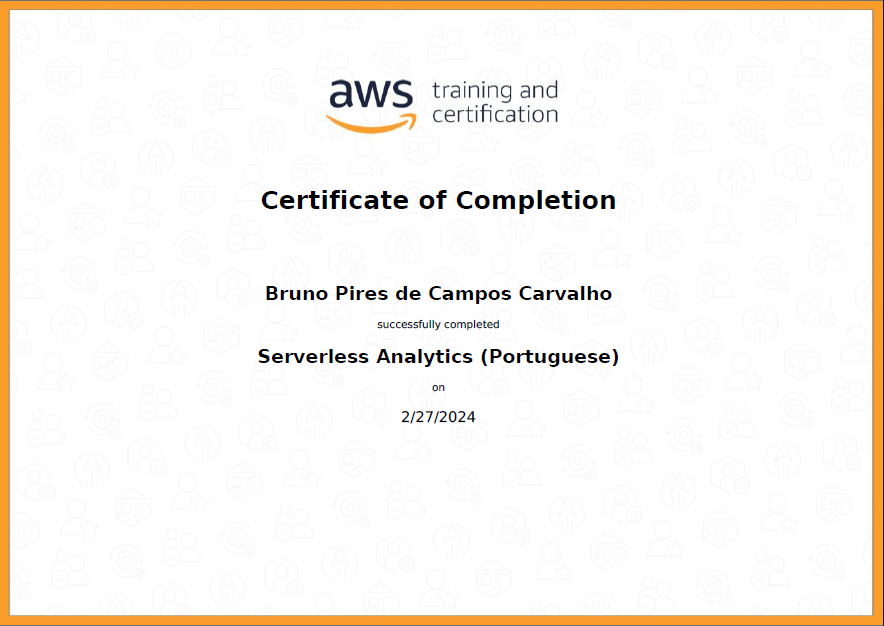 aws training and
certification
Certificate of Completion
Bruno Pires de Campos Carvalho
successfully completed
Serverless Analytics (Portuguese)
on
2/27/2024